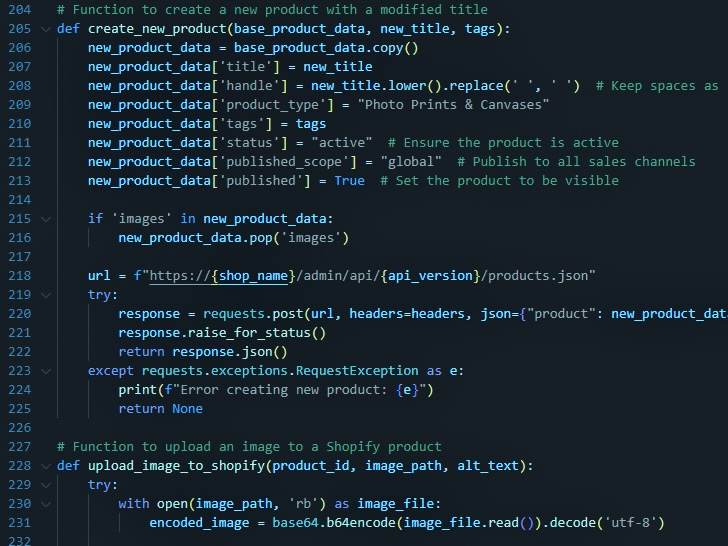 204 # Function to create a new product with a modified title
205 def create_new_product(base_product_data, new_title, tags):
206     new_product_data = base_product_data.copy()
207     new_product_data['title'] = new_title
208     new_product_data['handle'] = new_title.lower().replace(' ', ' ')  # Keep spaces as
209     new_product_data['product_type'] = "Photo Prints & Canvases"
210     new_product_data['tags'] = tags
211     new_product_data['status'] = "active"  # Ensure the product is active
212     new_product_data['published_scope'] = "global"  # Publish to all sales channels
213     new_product_data['published'] = True  # Set the product to be visible
214
215     if 'images' in new_product_data:
216         new_product_data.pop('images')
217
218     url = f"https://{shop_name}/admin/api/{api_version}/products.json"
219     try:
220         response = requests.post(url, headers=headers, json={"product": new_product_dat
221         response.raise_for_status()
222         return response.json()
223     except requests.exceptions.RequestException as e:
224         print(f"Error creating new product: {e}")
225         return None
226
227 # Function to upload an image to a Shopify product
228 def upload_image_to_shopify(product_id, image_path, alt_text):
229     try:
230         with open(image_path, 'rb') as image_file:
231             encoded_image = base64.b64encode(image_file.read()).decode('utf-8')
232